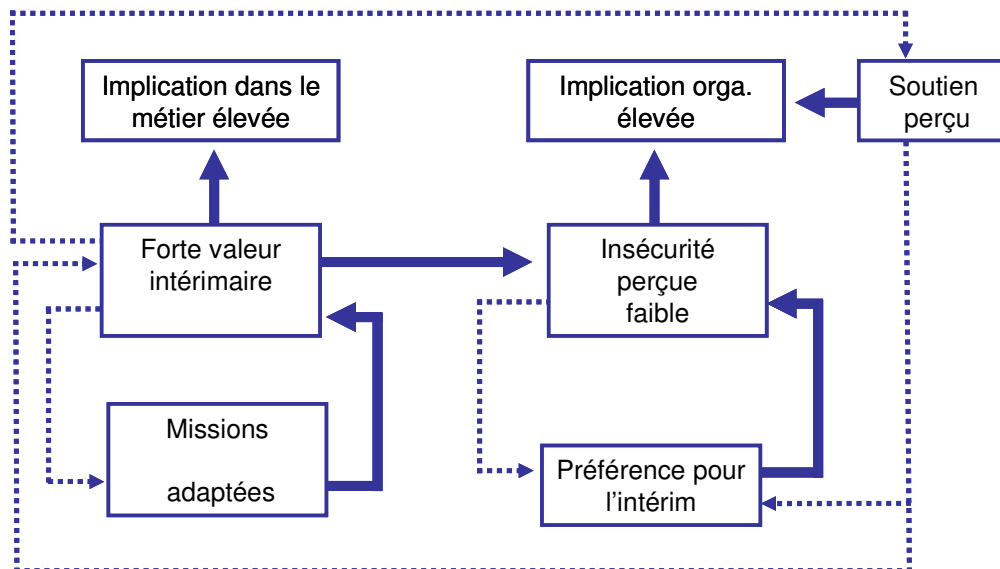 Implication dans le
métier élevée
Implication orga.
élevée
Soutien
perçu
Forte valeur
intérimaire
Insécurité
perçue
faible
Missions
adaptées
Préférence pour
l'intérim